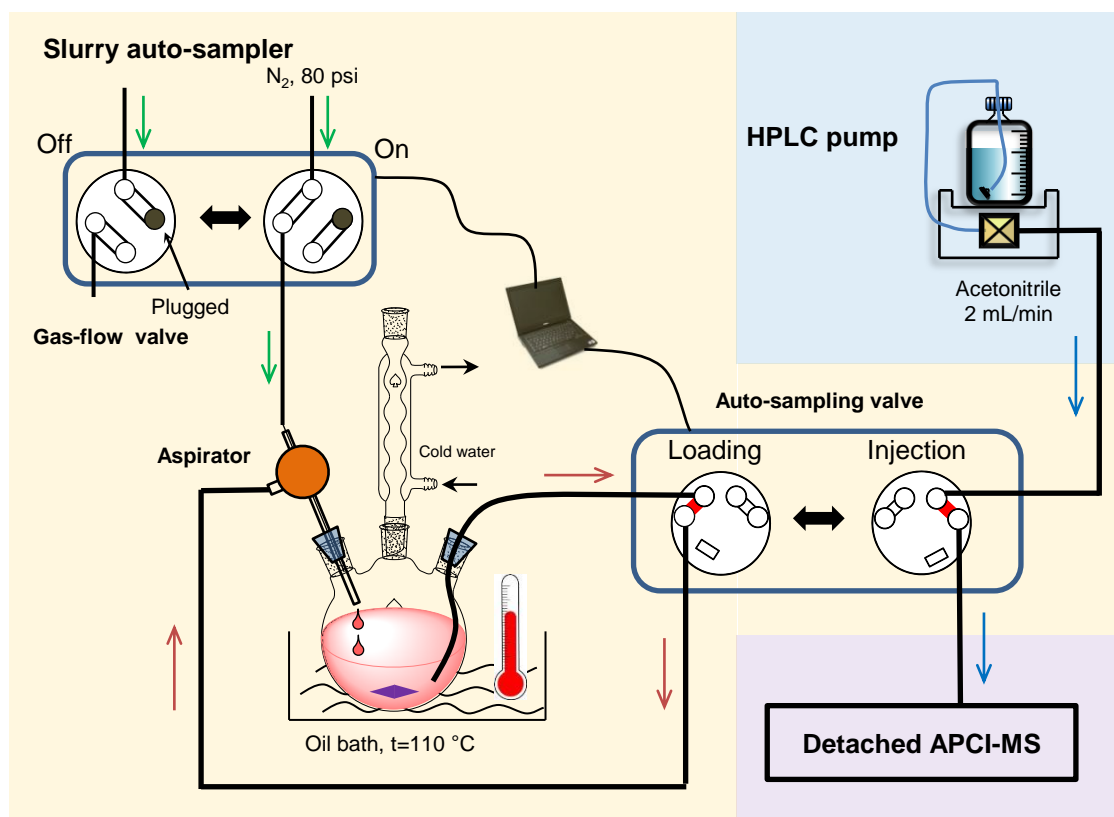 Slurry auto-sampler
N2, 80 psi
Off
On
HPLC pump
Plugged
Gas-flow valve
Acetonitrile
2 mL/min
Auto-sampling valve
Aspirator
Cold water
Loading
Injection
Oil bath, t=110 °C
Detached APCI-MS